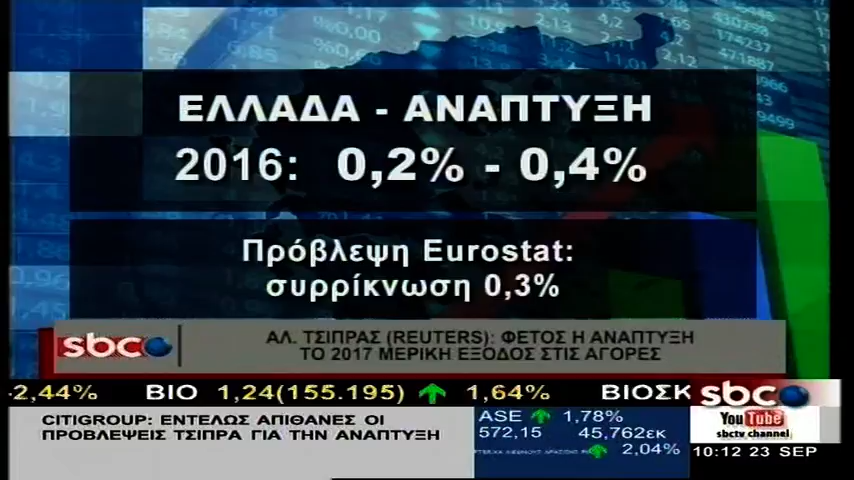 ΕΛΛΑΔΑ - ΑΝΑΠΤΥΞΗ
2016: 0,2% - 0,4%
Πρόβλεψη Eurostat:
συρρίκνωση 0,3%
sbc
ΑΛ. ΤΣΙΠΡΑΣ (REUTERS): ΦΕΤΟΣ Η ΑΝΑΠΤΥΞΗ
ΤΟ 2017 ΜΕΡΙΚΗ ΕΞΟΔΟΣ ΣΤΙΣ ΑΓΟΡΕΣ
2,44% ΒΙΟ 1,24(155.195) 1,64% ΒΙΟΣΚ
sbc
CITIGROUP: ΕΝΤΕΛΩΣ ΑΠΙΘΑΝΕΣ ΟΙ
ΠΡΟΒΛΕΨΕΙΣ ΤΣΙΠΡΑ ΓΙΑ ΤΗΝ ΑΝΑΠΤΥΞΗ
ASE 1,78%
572,15 45,762εκ
2,04%
YouTube
sbctv channel
10:12 23 SEP